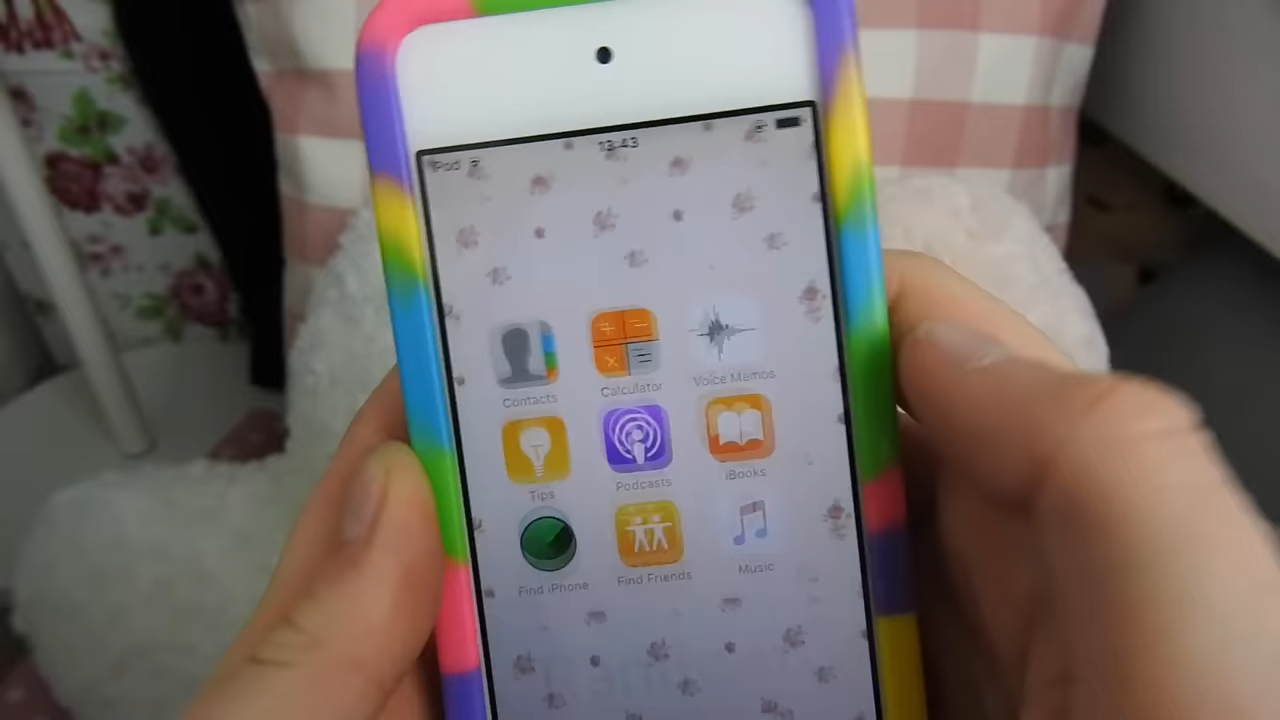 iPod 13:43
Contacts Calculator Voice Memos
Tips Podcasts iBooks
Find iPhone Find Friends Music